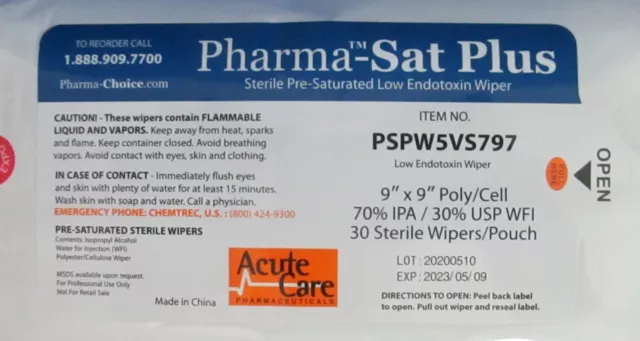 TO REORDER CALL
1.888.909.7700
Pharma-Choice.com
Pharma™-Sat Plus
Sterile Pre-Saturated Low Endotoxin Wiper
CAUTION! - These wipers contain FLAMMABLE
LIQUID AND VAPORS. Keep away from heat, sparks
and flame. Keep container closed. Avoid breathing
vapors. Avoid contact with eyes, skin and clothing.
IN CASE OF CONTACT - Immediately flush eyes
and skin with plenty of water for at least 15 minutes.
Wash skin with soap and water. Call a physician.
EMERGENCY PHONE: CHEMTREC, U.S. : (800) 424-9300
PRE-SATURATED STERILE WIPERS
Contents: Isopropyl Alcohol
Water for Injection (WFI)
Polyester/Cellulose Wiper
MSDS available upon request.
For Professional Use Only
Not For Retail Sale
Made in China
Acute
Care
PHARMACEUTICALS
ITEM NO.
PSPW5VS797
Low Endotoxin Wiper
9" x 9" Poly/Cell
70% IPA / 30% USP WFI
30 Sterile Wipers/Pouch
LOT : 20200510
EXP : 2023/05/09
DIRECTIONS TO OPEN: Peel back label
to open. Pull out wiper and reseal label.
PULL
HERE
OPEN